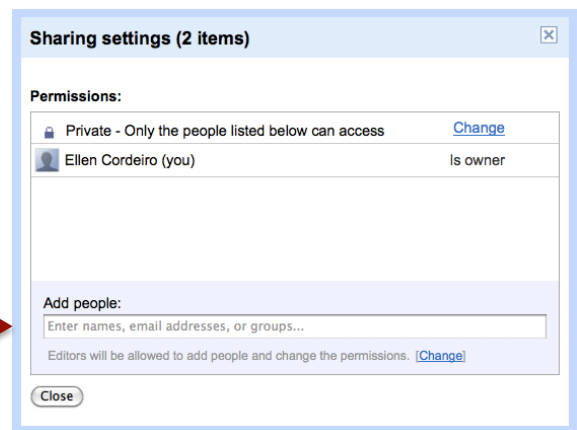 Sharing settings (2 items)
Permissions:
Private - Only the people listed below can access Change
Ellen Cordeiro (you) Is owner
Add people:
Enter names, email addresses, or groups...
Editors will be allowed to add people and change the permissions. [Change]
Close